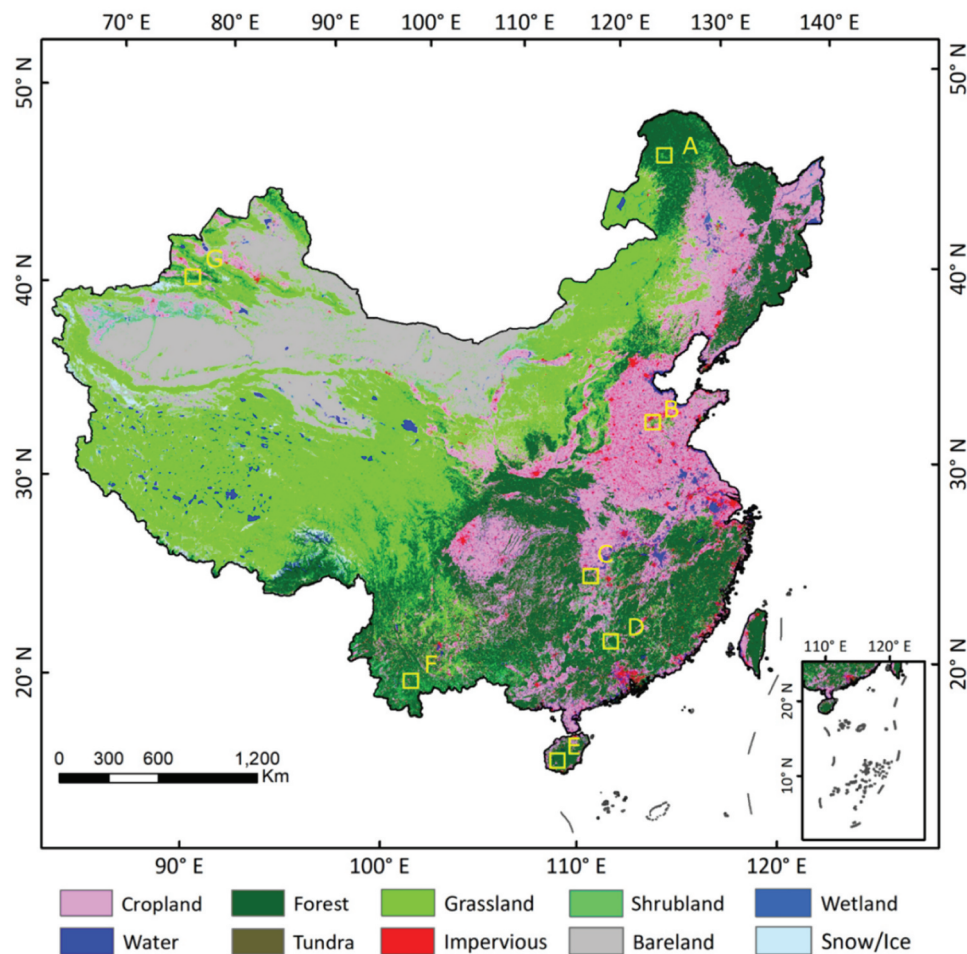 70° E 80° E 90° E 100° E 110° E 120° E 130° E 140° E
50° N 50° N
A
G
40° N 40° N
B
30° N 30° N
C
D
F
20° N 20° N
110° E 120° E
20° N
E
0 300 600 1,200
Km
10° N
90° E 100° E 110° E 120° E
Cropland Forest Grassland Shrubland Wetland
Water Tundra Impervious Bareland Snow/Ice